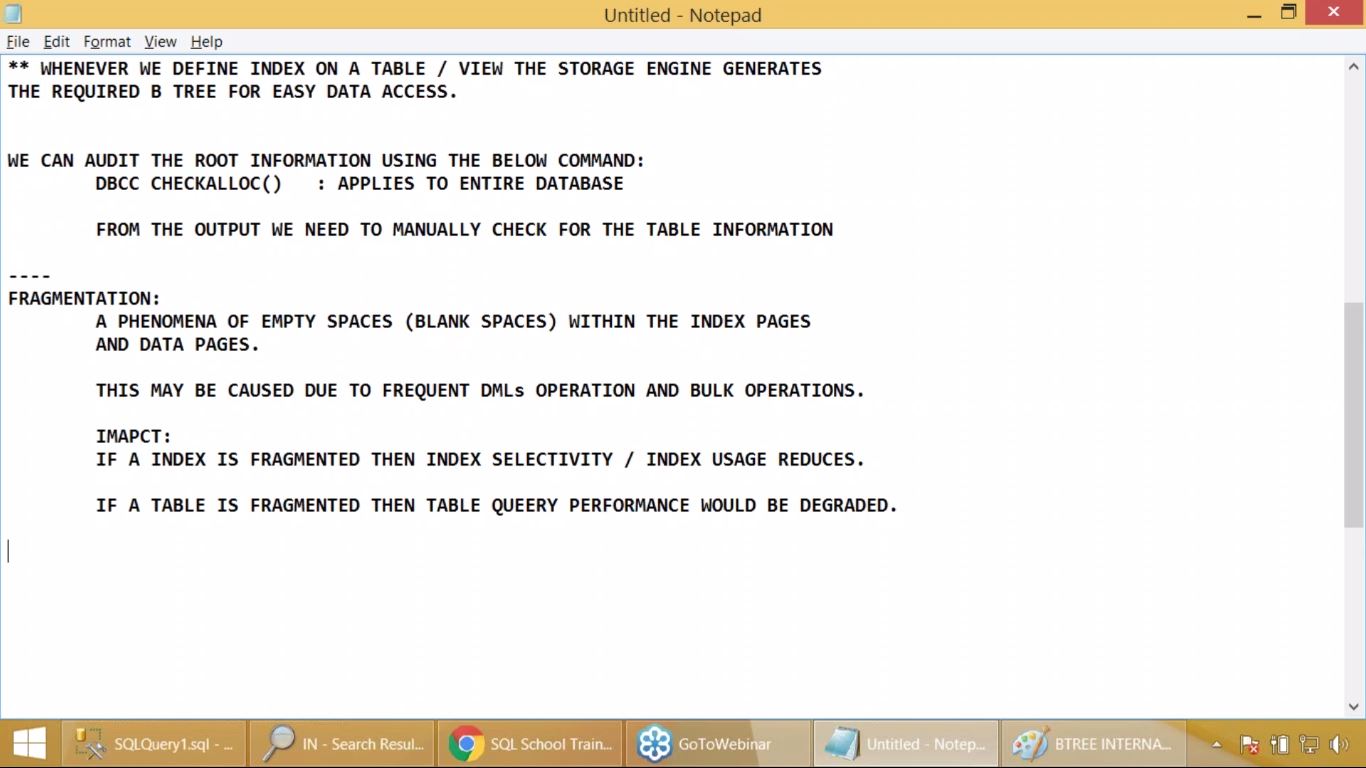 Untitled - Notepad
File Edit Format View Help
** WHENEVER WE DEFINE INDEX ON A TABLE / VIEW THE STORAGE ENGINE GENERATES
THE REQUIRED B TREE FOR EASY DATA ACCESS.
WE CAN AUDIT THE ROOT INFORMATION USING THE BELOW COMMAND:
DBCC CHECKALLOC() : APPLIES TO ENTIRE DATABASE
FROM THE OUTPUT WE NEED TO MANUALLY CHECK FOR THE TABLE INFORMATION
----
FRAGMENTATION:
A PHENOMENA OF EMPTY SPACES (BLANK SPACES) WITHIN THE INDEX PAGES
AND DATA PAGES.
THIS MAY BE CAUSED DUE TO FREQUENT DMLs OPERATION AND BULK OPERATIONS.
IMAPCT:
IF A INDEX IS FRAGMENTED THEN INDEX SELECTIVITY / INDEX USAGE REDUCES.
IF A TABLE IS FRAGMENTED THEN TABLE QUEERY PERFORMANCE WOULD BE DEGRADED.
SQLQuery1.sql - ... IN - Search Resul... SQL School Train... GoToWebinar Untitled - Notep... BTREE INTERNA...